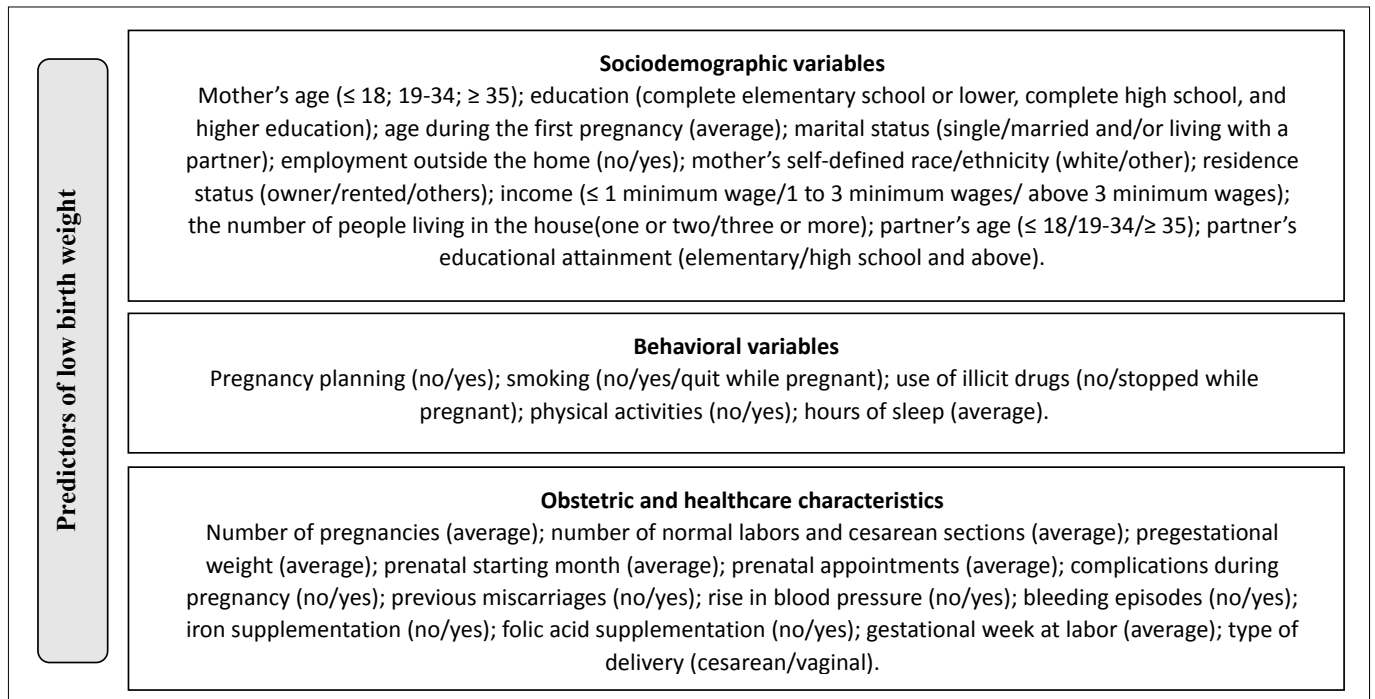 Predictors of low birth weight
Sociodemographic variables
Mother’s age (≤ 18; 19-34; ≥ 35); education (complete elementary school or lower, complete high school, and
higher education); age during the first pregnancy (average); marital status (single/married and/or living with a
partner); employment outside the home (no/yes); mother’s self-defined race/ethnicity (white/other); residence
status (owner/rented/others); income (≤ 1 minimum wage/1 to 3 minimum wages/ above 3 minimum wages);
the number of people living in the house(one or two/three or more); partner’s age (≤ 18/19-34/≥ 35); partner’s
educational attainment (elementary/high school and above).
Behavioral variables
Pregnancy planning (no/yes); smoking (no/yes/quit while pregnant); use of illicit drugs (no/stopped while
pregnant); physical activities (no/yes); hours of sleep (average).
Obstetric and healthcare characteristics
Number of pregnancies (average); number of normal labors and cesarean sections (average); pregestational
weight (average); prenatal starting month (average); prenatal appointments (average); complications during
pregnancy (no/yes); previous miscarriages (no/yes); rise in blood pressure (no/yes); bleeding episodes (no/yes);
iron supplementation (no/yes); folic acid supplementation (no/yes); gestational week at labor (average); type of
delivery (cesarean/vaginal).